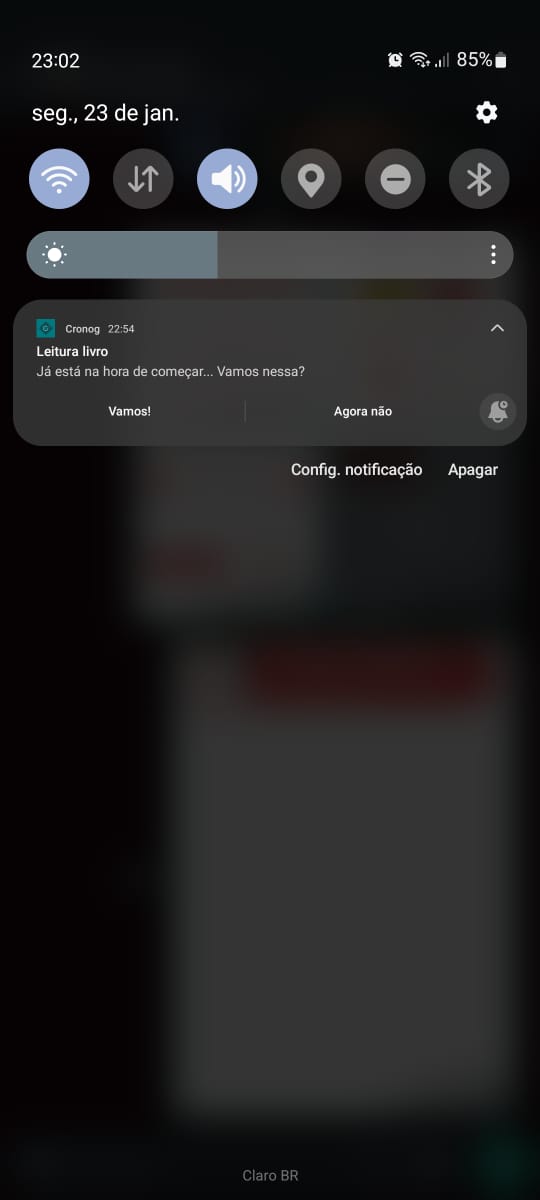 23:02 85%
seg., 23 de jan.
Cronog 22:54
Leitura livro
Já está na hora de começar... Vamos nessa?
Vamos! Agora não
Config. notificação Apagar
Claro BR